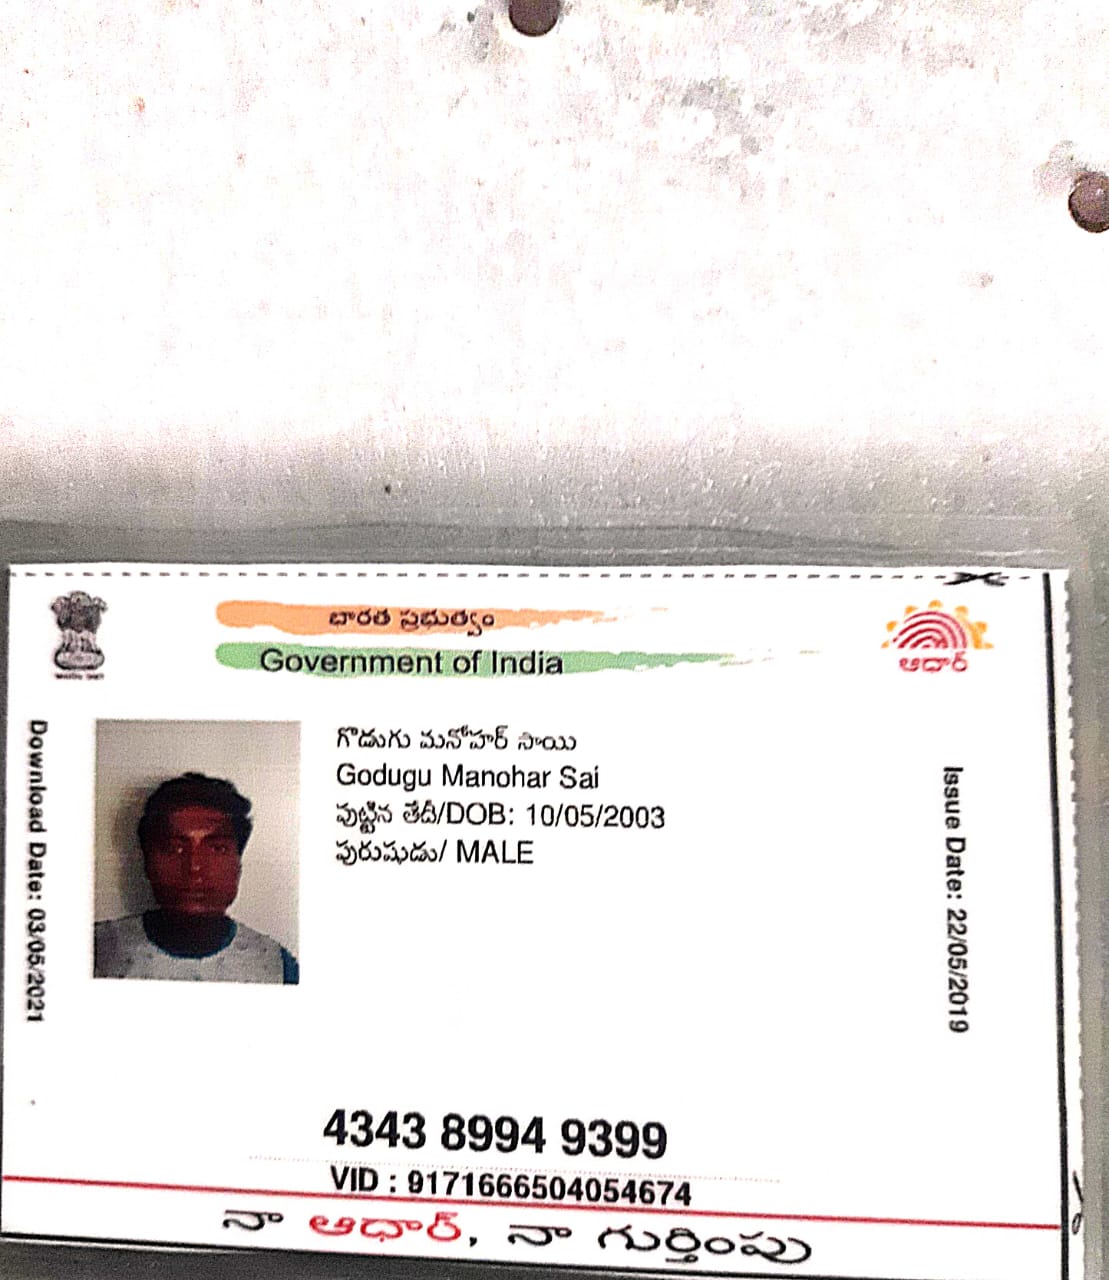 భారత ప్రభుత్వం
Government of India
ఆధార్
Download Date: 03/05/2021
గొడుగు మనోహర్ సాయి
Godugu Manohar Sai
పుట్టిన తేదీ/DOB: 10/05/2003
పురుషుడు/ MALE
Issue Date: 22/05/2019
4343 8994 9399
VID : 9171666504054674
నా ఆధార్, నా గుర్తింపు